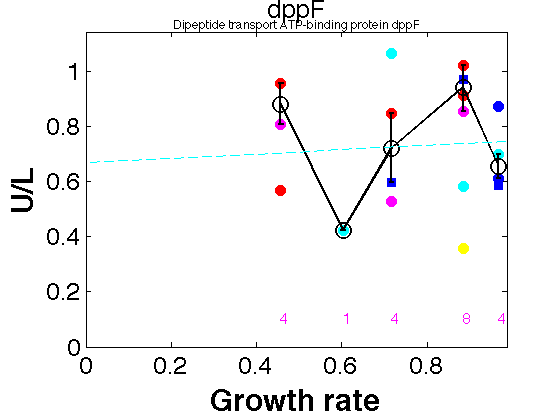 dppF
Dipeptide transport ATP-binding protein dppF
1
0.8
0.6
0.4
0.2
0
U/L
4 1 4 8 4
0 0.2 0.4 0.6 0.8
Growth rate